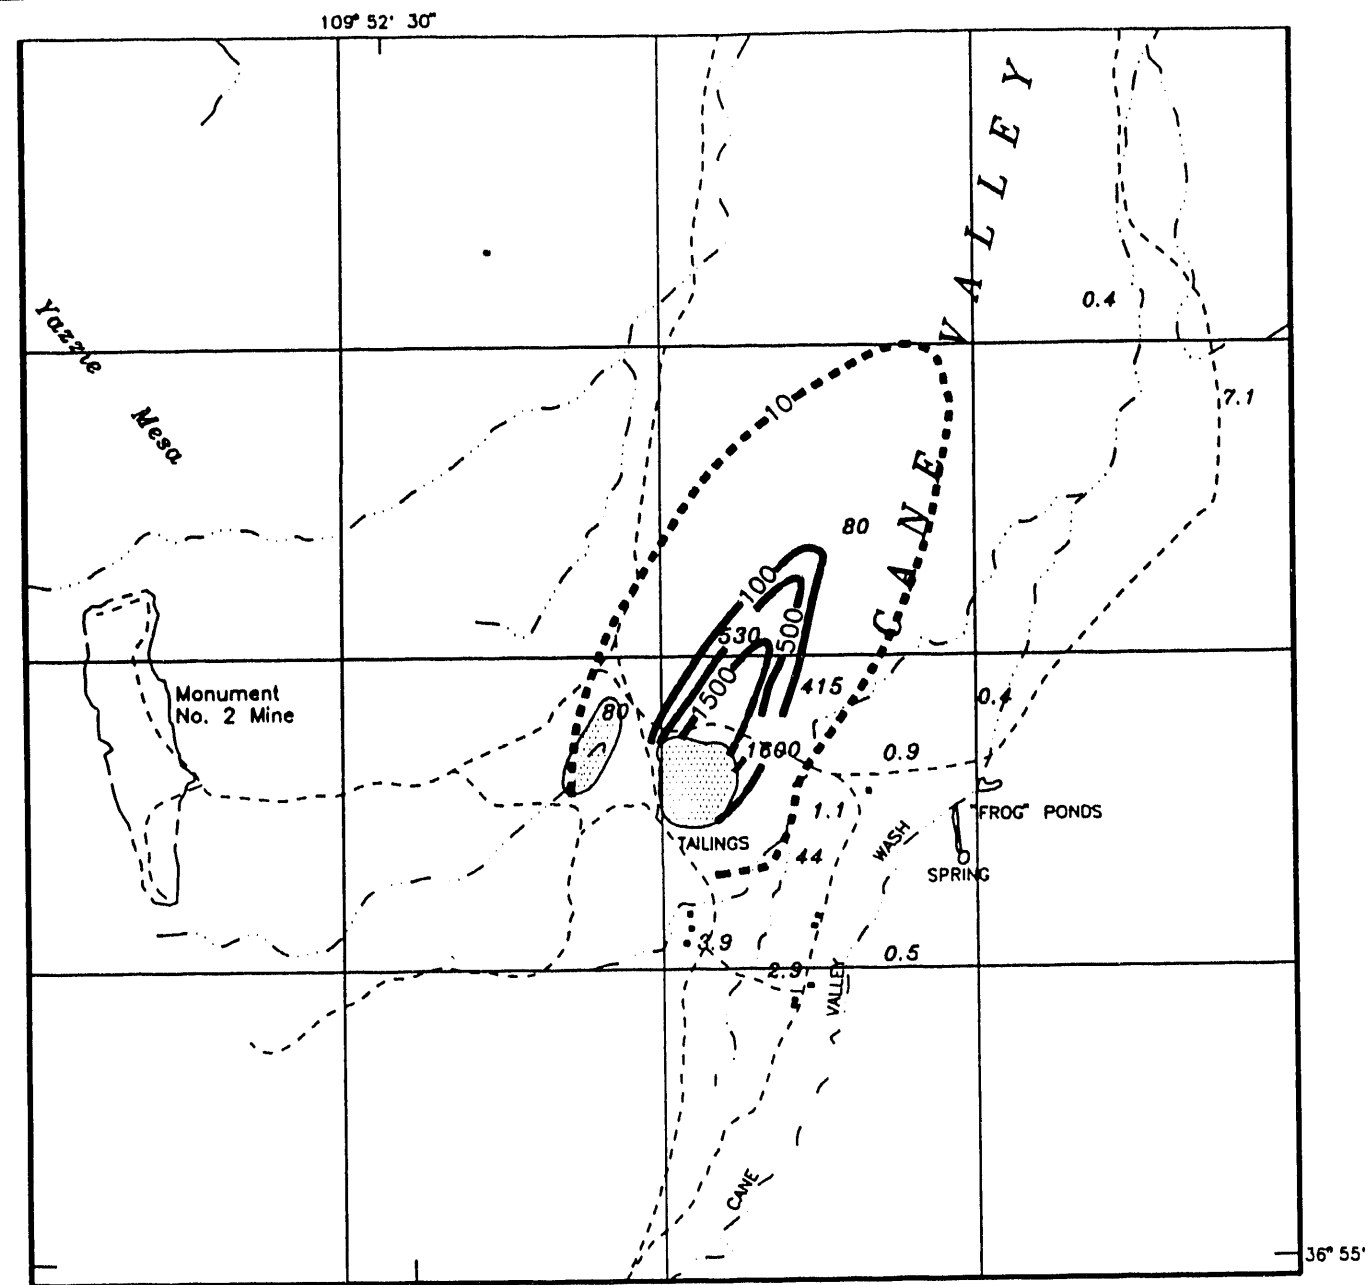 109° 52' 30"
VALLEY
0.4
Yazzie
Mesa
7.1
10
CANE
80
100
530
500
1500
415
0.4
Monument
No. 2 Mine
80
1600
0.9
1.1
"FROG" PONDS
WASH
TAILINGS
44
SPRING
3.9
0.5
2.9
VALLEY
CANE
36° 55'